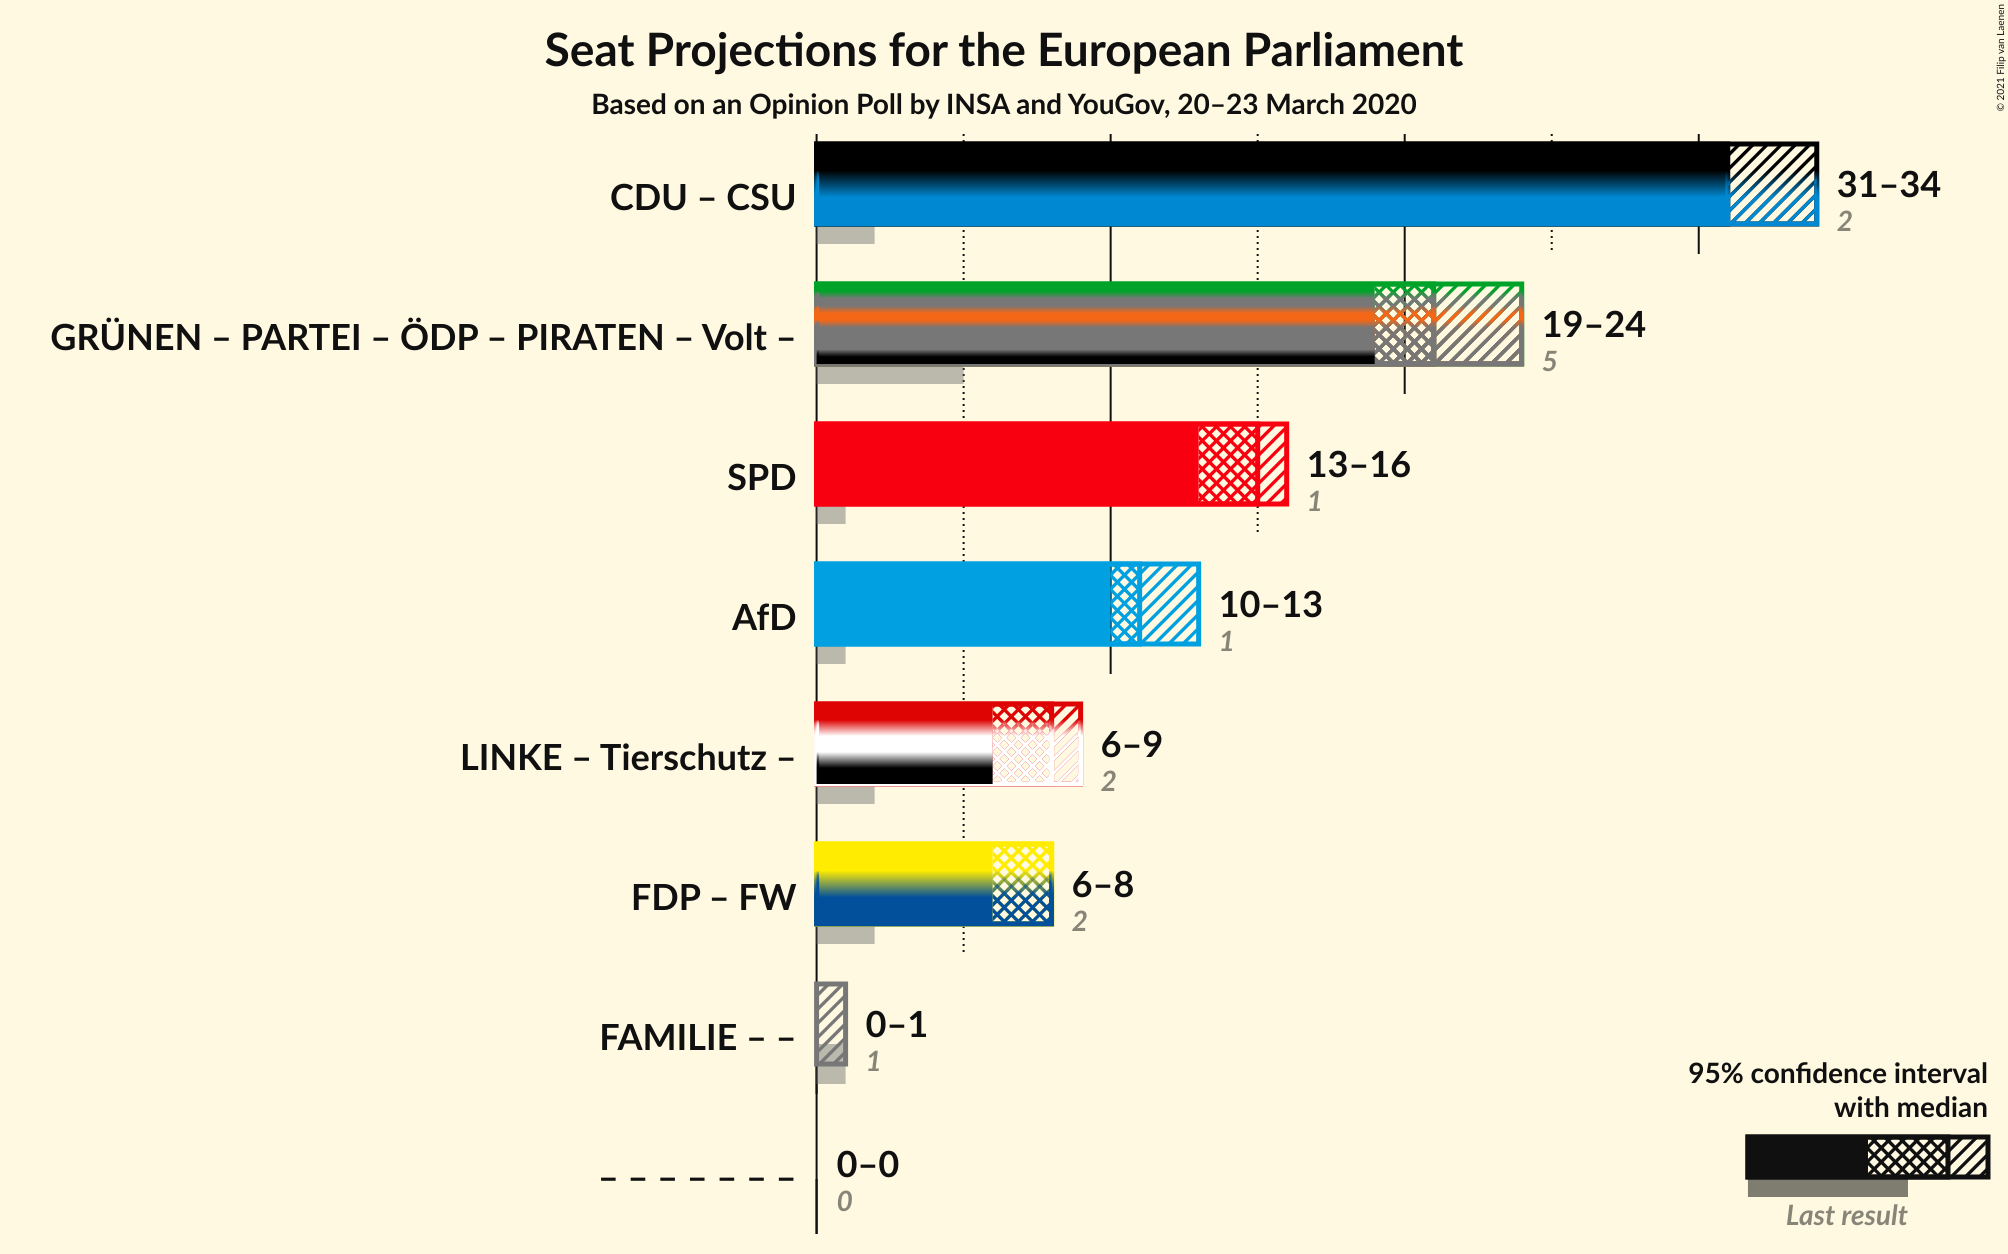 Seat Projections for the European Parliament
Based on an Opinion Poll by INSA and YouGov, 20–23 March 2020
© 2021 Filip van Laenen
CDU – CSU
31–34
2
GRÜNEN – PARTEI – ÖDP – PIRATEN – Volt –
19–24
5
SPD
13–16
1
AfD
10–13
1
LINKE – Tierschutz –
6–9
2
FDP – FW
6–8
2
FAMILIE – –
0–1
1
– – – – – – –
0–0
0
95% confidence interval
with median
Last result